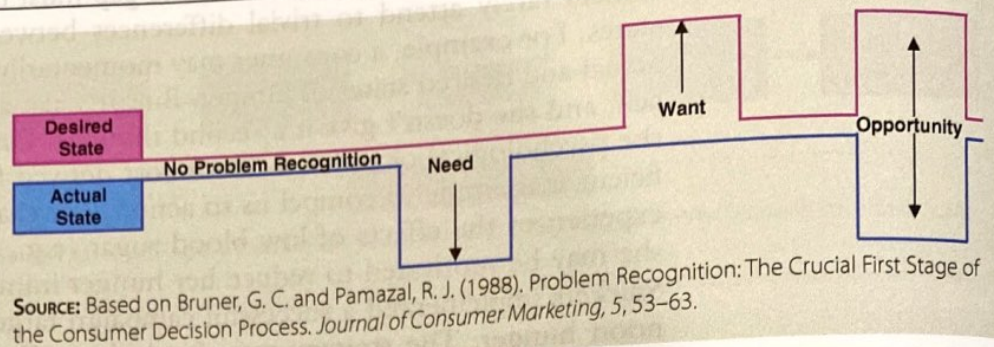 Desired
State
No Problem Recognition
Actual
State
Need
Want
Opportunity
SOURCE: Based on Bruner, G. C. and Pamazal, R. J. (1988). Problem Recognition: The Crucial First Stage of
the Consumer Decision Process. Journal of Consumer Marketing, 5, 53–63.